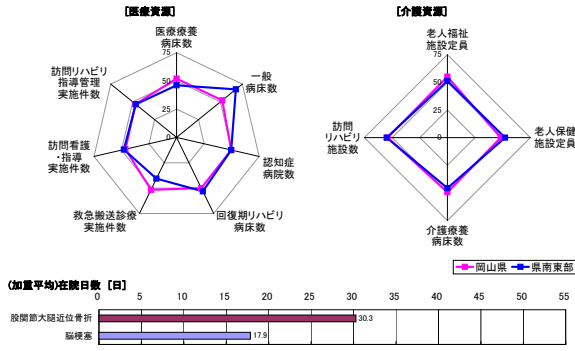 [医療資源]
医療療養
病床数
75
50
25
0
一般
病床数
認知症
病院数
回復期リハビリ
病床数
救急搬送診療
実施件数
訪問看護
・指導
実施件数
訪問リハビリ
指導管理
実施件数
[介護資源]
老人福祉
施設定員
75
50
25
0
老人保健
施設定員
介護療養
病床数
訪問
リハビリ
施設数
岡山県
県南東部
(加重平均)在院日数 [日]
0 5 10 15 20 25 30 35 40 45 50 55
股関節大腿近位骨折
30.3
脳梗塞
17.9